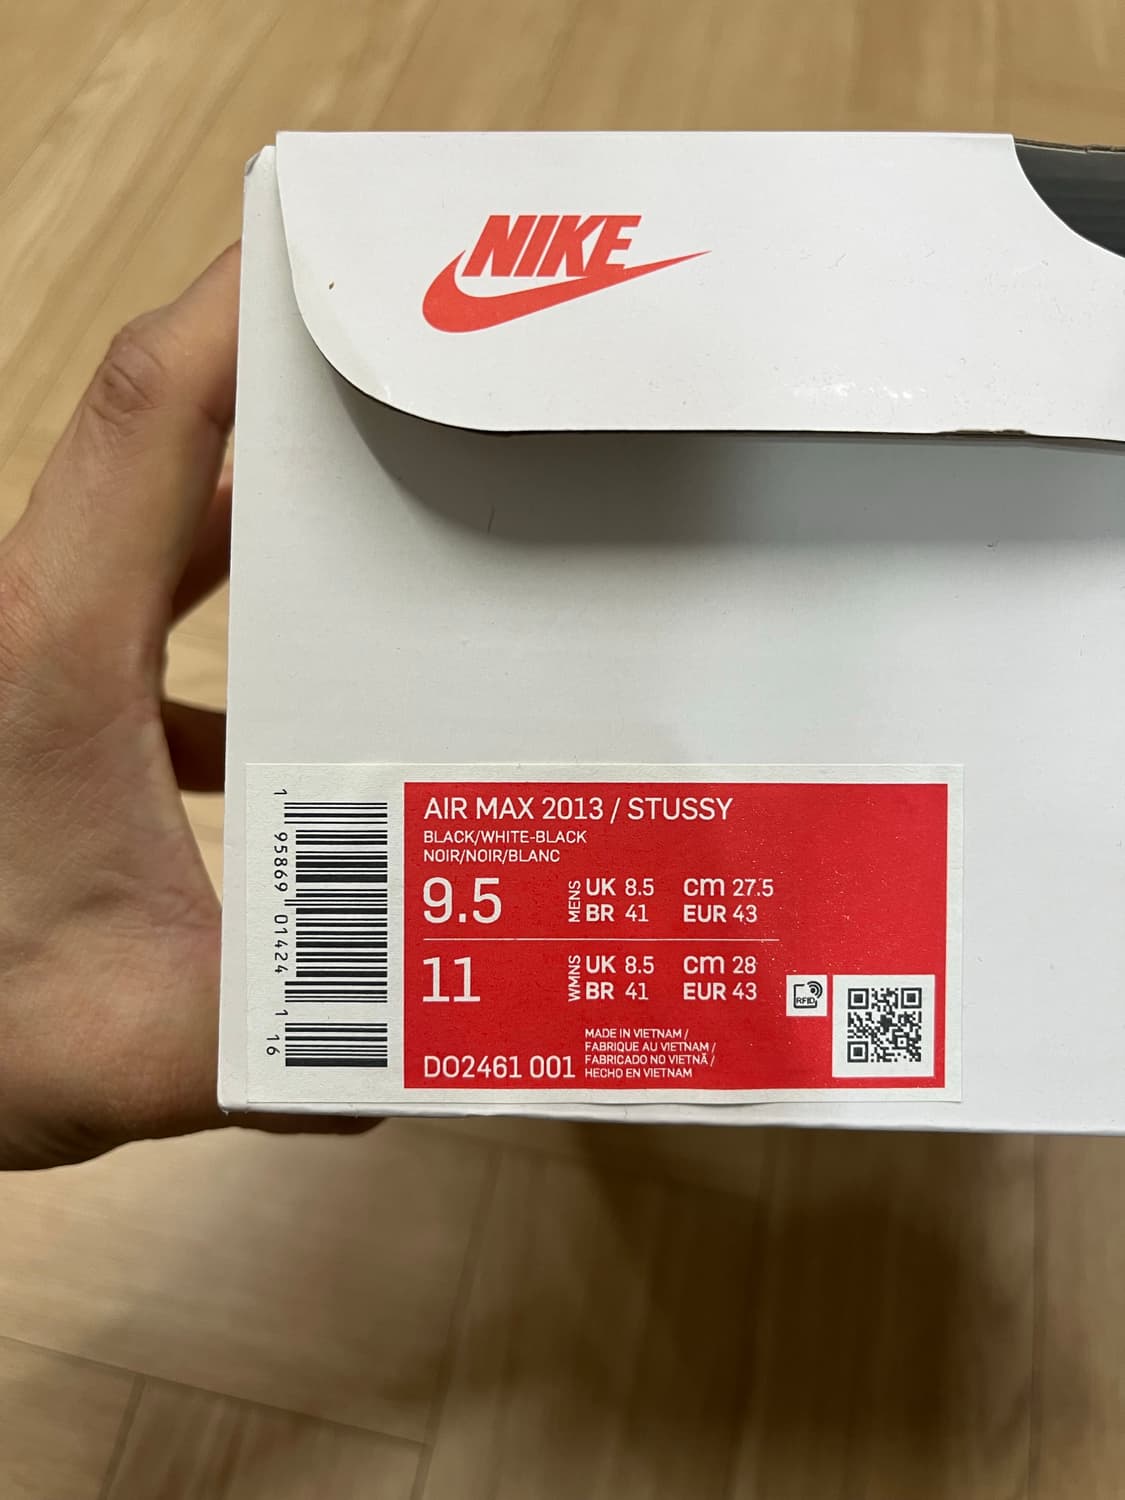 NIKE
AIR MAX 2013 / STUSSY
BLACK/WHITE-BLACK
NOIR/NOIR/BLANC
9.5 MENS UK 8.5 cm 27.5
BR 41 EUR 43
11 WMNS UK 8.5 cm 28
BR 41 EUR 43
RFID
MADE IN VIETNAM /
FABRIQUE AU VIETNAM /
FABRICADO NO VIETNÃ /
HECHO EN VIETNAM
DO2461 001
1 95869 01424 1 16